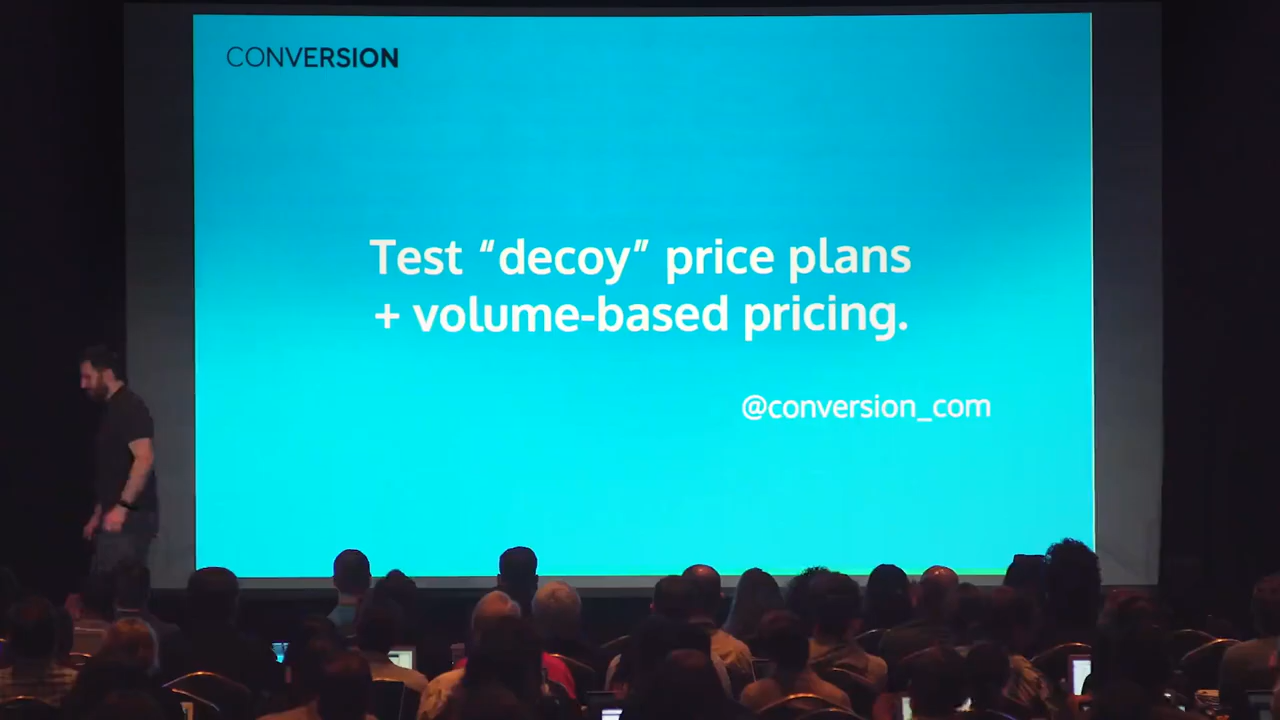 CONVERSION
Test “decoy” price plans
+ volume-based pricing.
@conversion_com